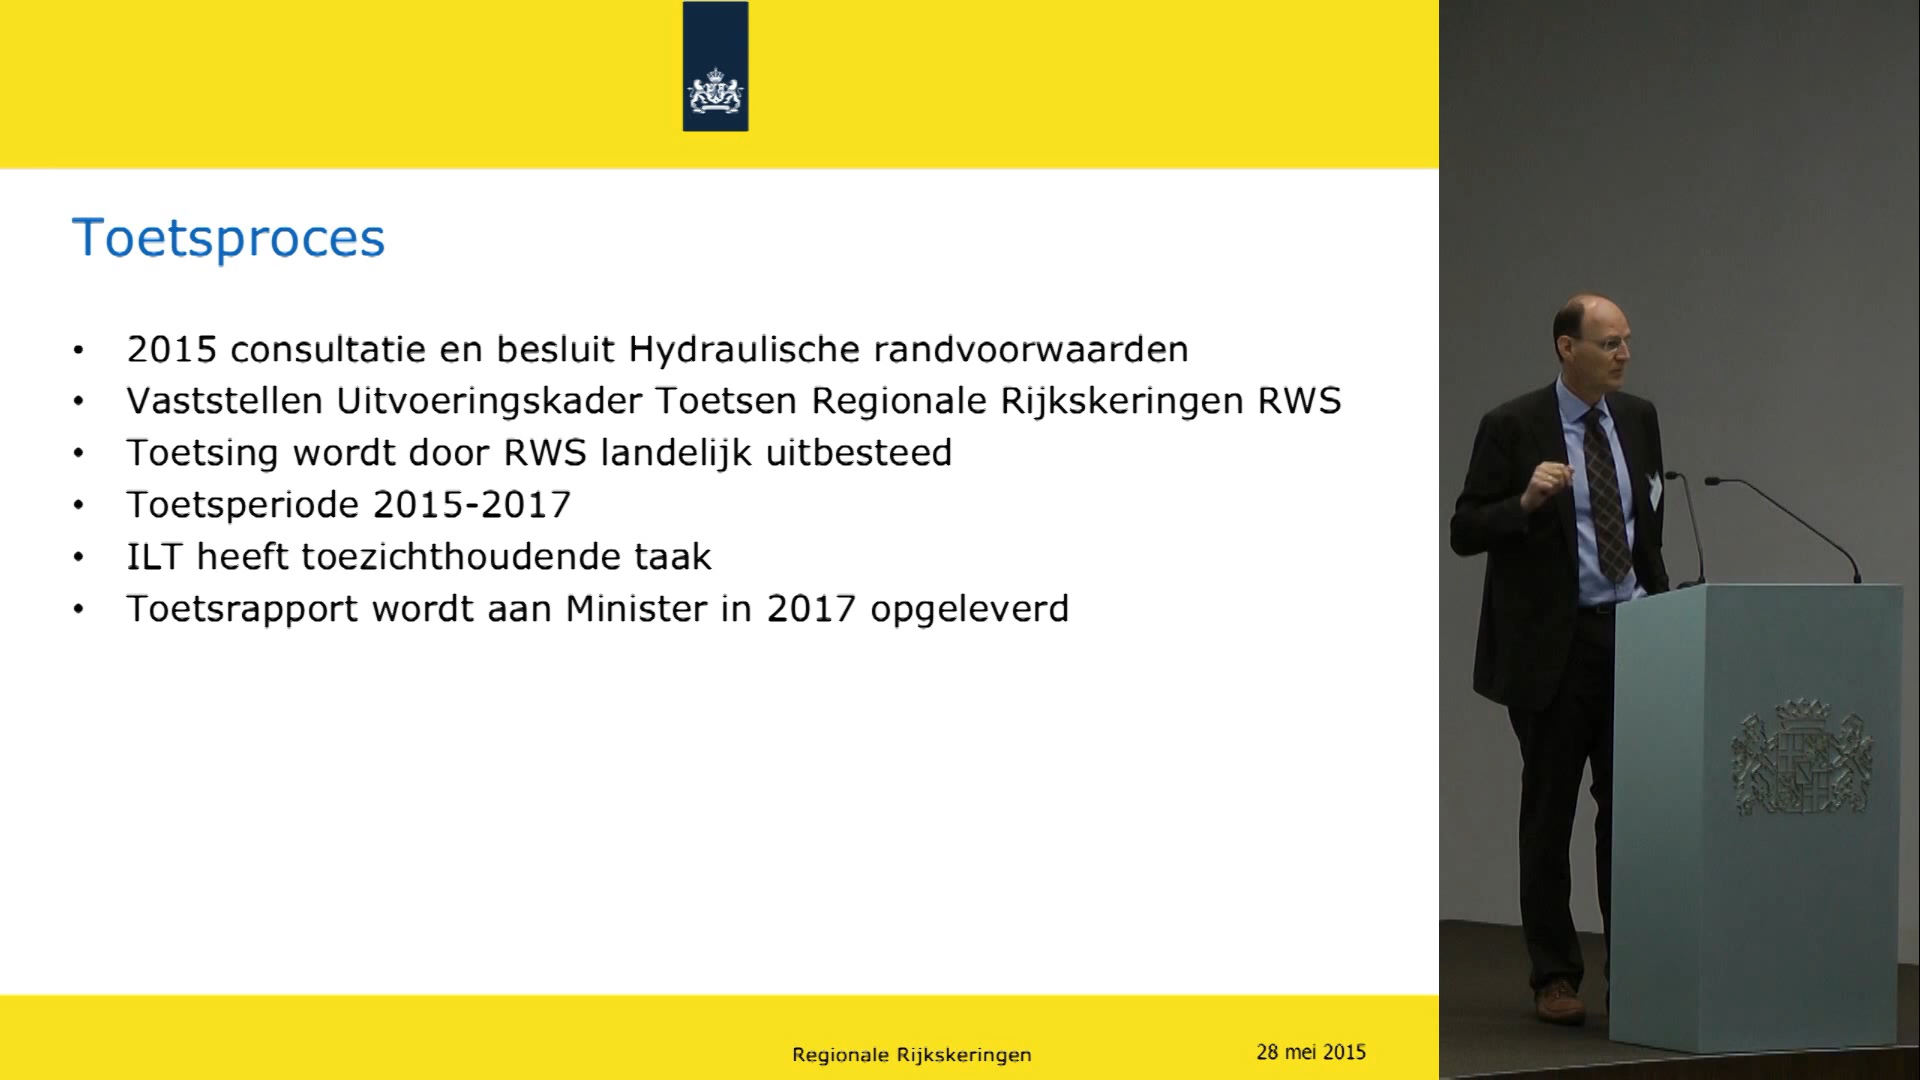 Toetsproces
• 2015 consultatie en besluit Hydraulische randvoorwaarden
• Vaststellen Uitvoeringskader Toetsen Regionale Rijkskeringen RWS
• Toetsing wordt door RWS landelijk uitbesteed
• Toetsperiode 2015-2017
• ILT heeft toezichthoudende taak
• Toetsrapport wordt aan Minister in 2017 opgeleverd
Regionale Rijkskeringen
28 mei 2015